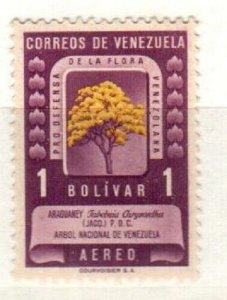 CORREOS DE VENEZUELA
PRO-DEFENSA
DE LA FLORA
VENEZOLANA
1 BOLÍVAR 1
ARAGUANEY Tabebuia Chrysantha
(JACQ.) P. D C.
ARBOL NACIONAL DE VENEZUELA
AEREO
COURVOISIER S.A.